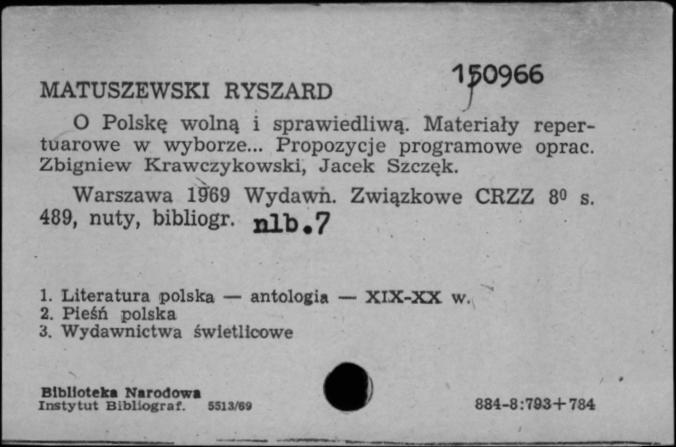 150966
MATUSZEWSKI RYSZARD
O Polskę wolną i sprawiedliwą. Materiały reper-
tuarowe w wyborze... Propozycje programowe oprac.
Zbigniew Krawczykowski, Jacek Szczęk.
Warszawa 1969 Wydawn. Związkowe CRZZ 8⁰ s.
489, nuty, bibliogr. nlb.7
1. Literatura polska — antologia — XIX-XX w.
2. Pieśń polska
3. Wydawnictwa świetlicowe
Biblioteka Narodowa
Instytut Bibliograf. 5513/69 884-8:793+784